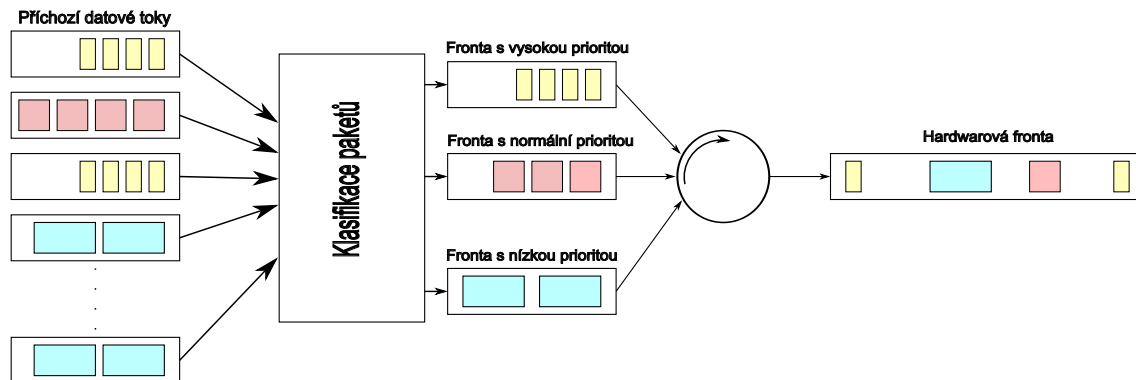 Příchozí datové toky
Klasifikace paketů
Fronta s vysokou prioritou
Fronta s normální prioritou
Fronta s nízkou prioritou
Hardwarová fronta